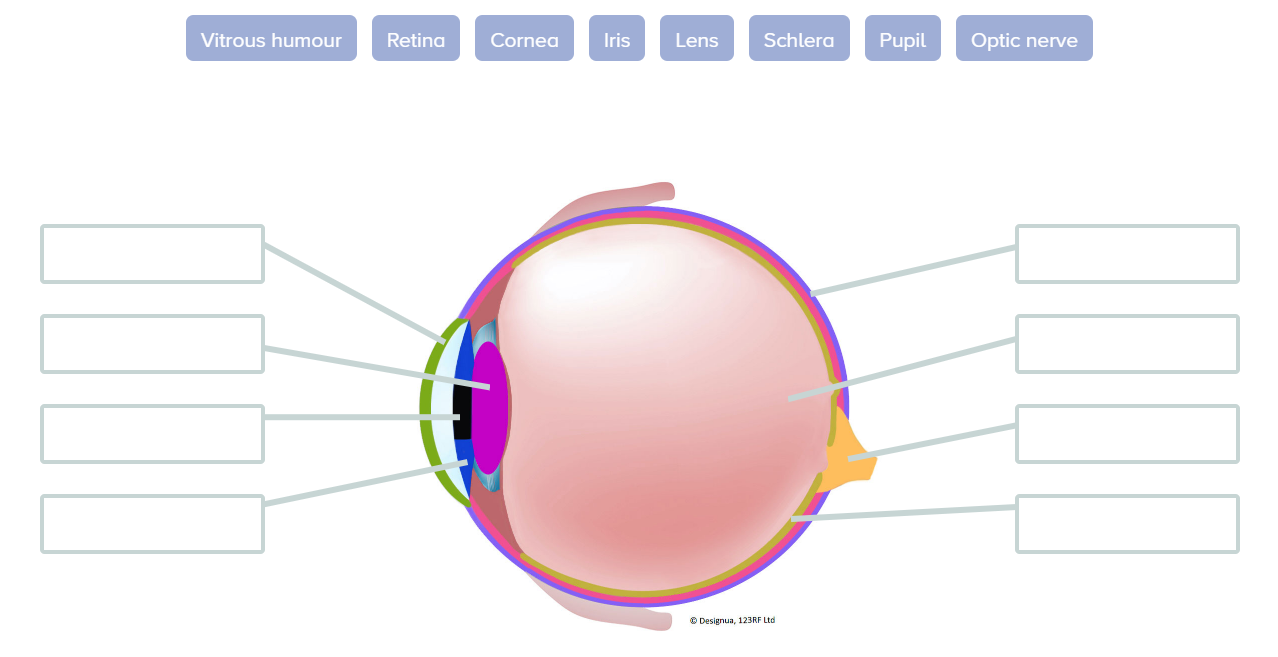 Vitrous humour Retina Cornea Iris Lens Schlera Pupil Optic nerve
© Designua, 123RF Ltd